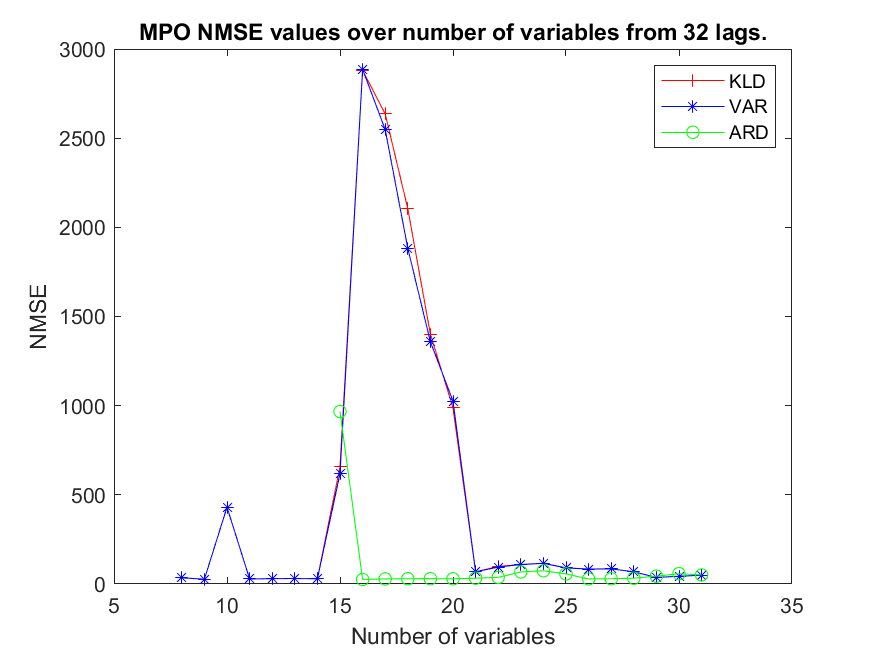 MPO NMSE values over number of variables from 32 lags.
3000
2500
2000
1500
1000
500
0
NMSE
KLD
VAR
ARD
5 10 15 20 25 30 35
Number of variables